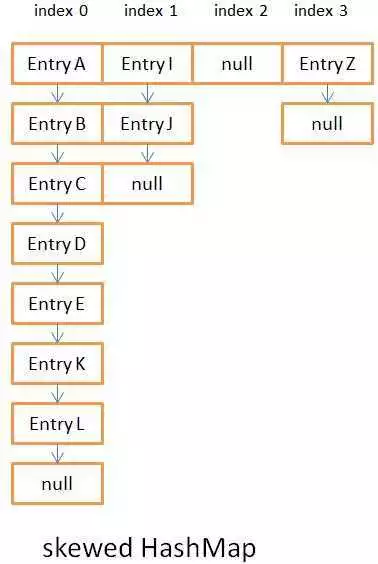 index 0 index 1 index 2 index 3
Entry A Entry I null Entry Z
Entry B Entry J null
Entry C null
Entry D
Entry E
Entry K
Entry L
null
skewed HashMap